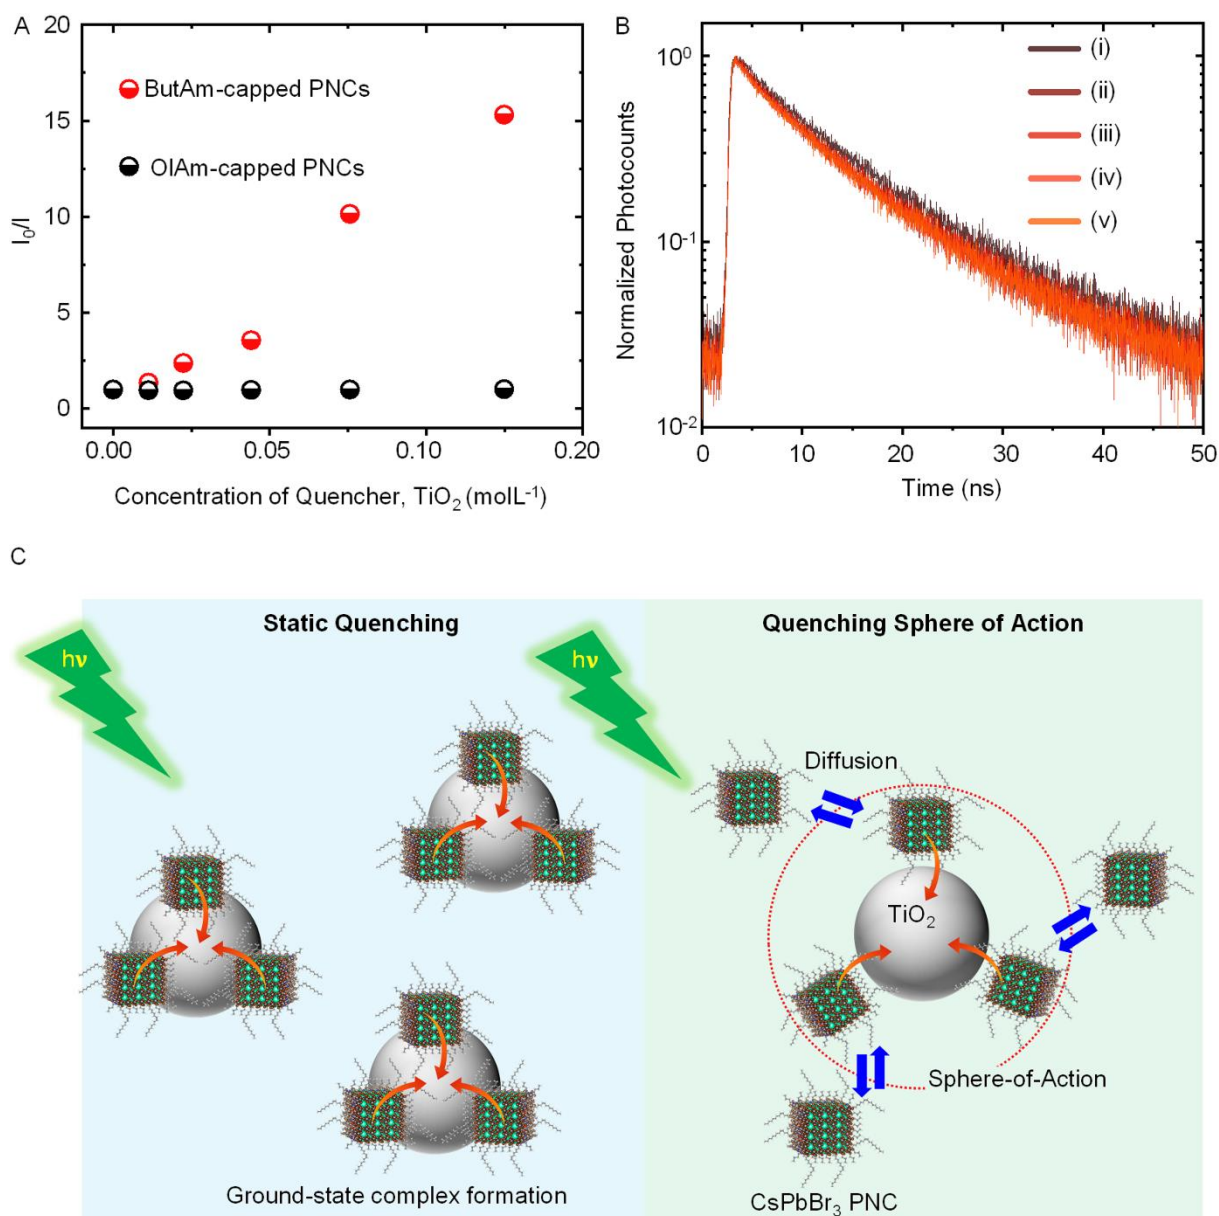 A
20
15
10
5
0
I₀/I
ButAm-capped PNCs
OlAm-capped PNCs
0.00
0.05
0.10
0.20
Concentration of Quencher, TiO₂ (molL⁻¹)
B
10⁰
10⁻¹
10⁻²
Normalized Photocounts
(i)
(ii)
(iii)
(iv)
(v)
0
10
20
30
40
50
Time (ns)
C
Static Quenching
hν
Ground-state complex formation
Quenching Sphere of Action
hν
Diffusion
TiO₂
Sphere-of-Action
CsPbBr₃ PNC